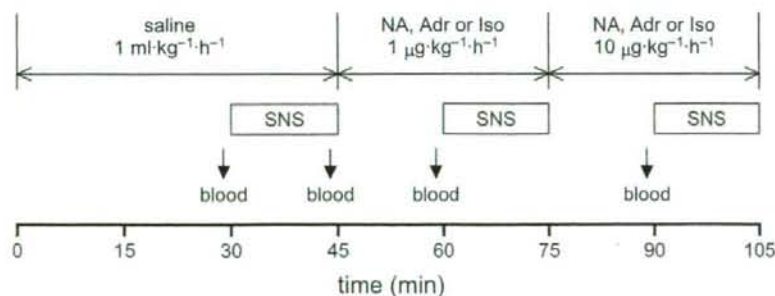 saline
1 ml·kg⁻¹·h⁻¹
NA, Adr or Iso
1 μg·kg⁻¹·h⁻¹
NA, Adr or Iso
10 μg·kg⁻¹·h⁻¹
SNS SNS SNS
blood blood blood blood
0 15 30 45 60 75 90 105
time (min)